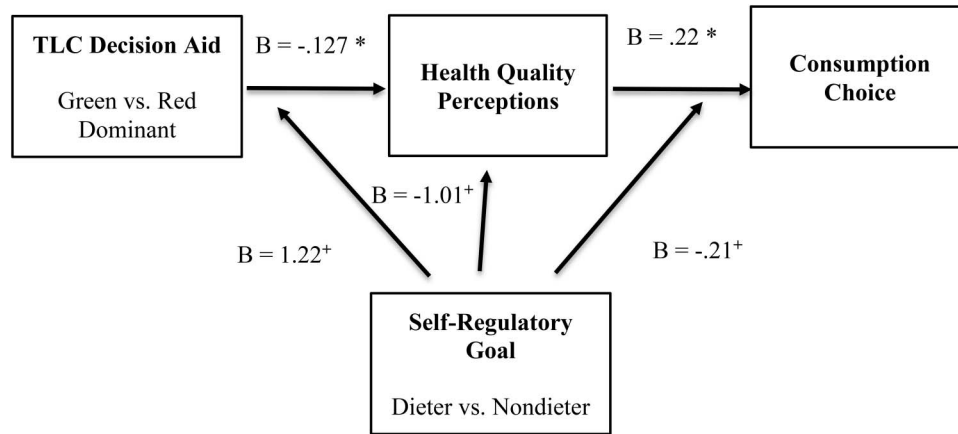 TLC Decision Aid
Green vs. Red
Dominant
B = -.127 *
Health Quality
Perceptions
B = .22 *
Consumption
Choice
B = -1.01⁺
B = 1.22⁺
B = -.21⁺
Self-Regulatory
Goal
Dieter vs. Nondieter